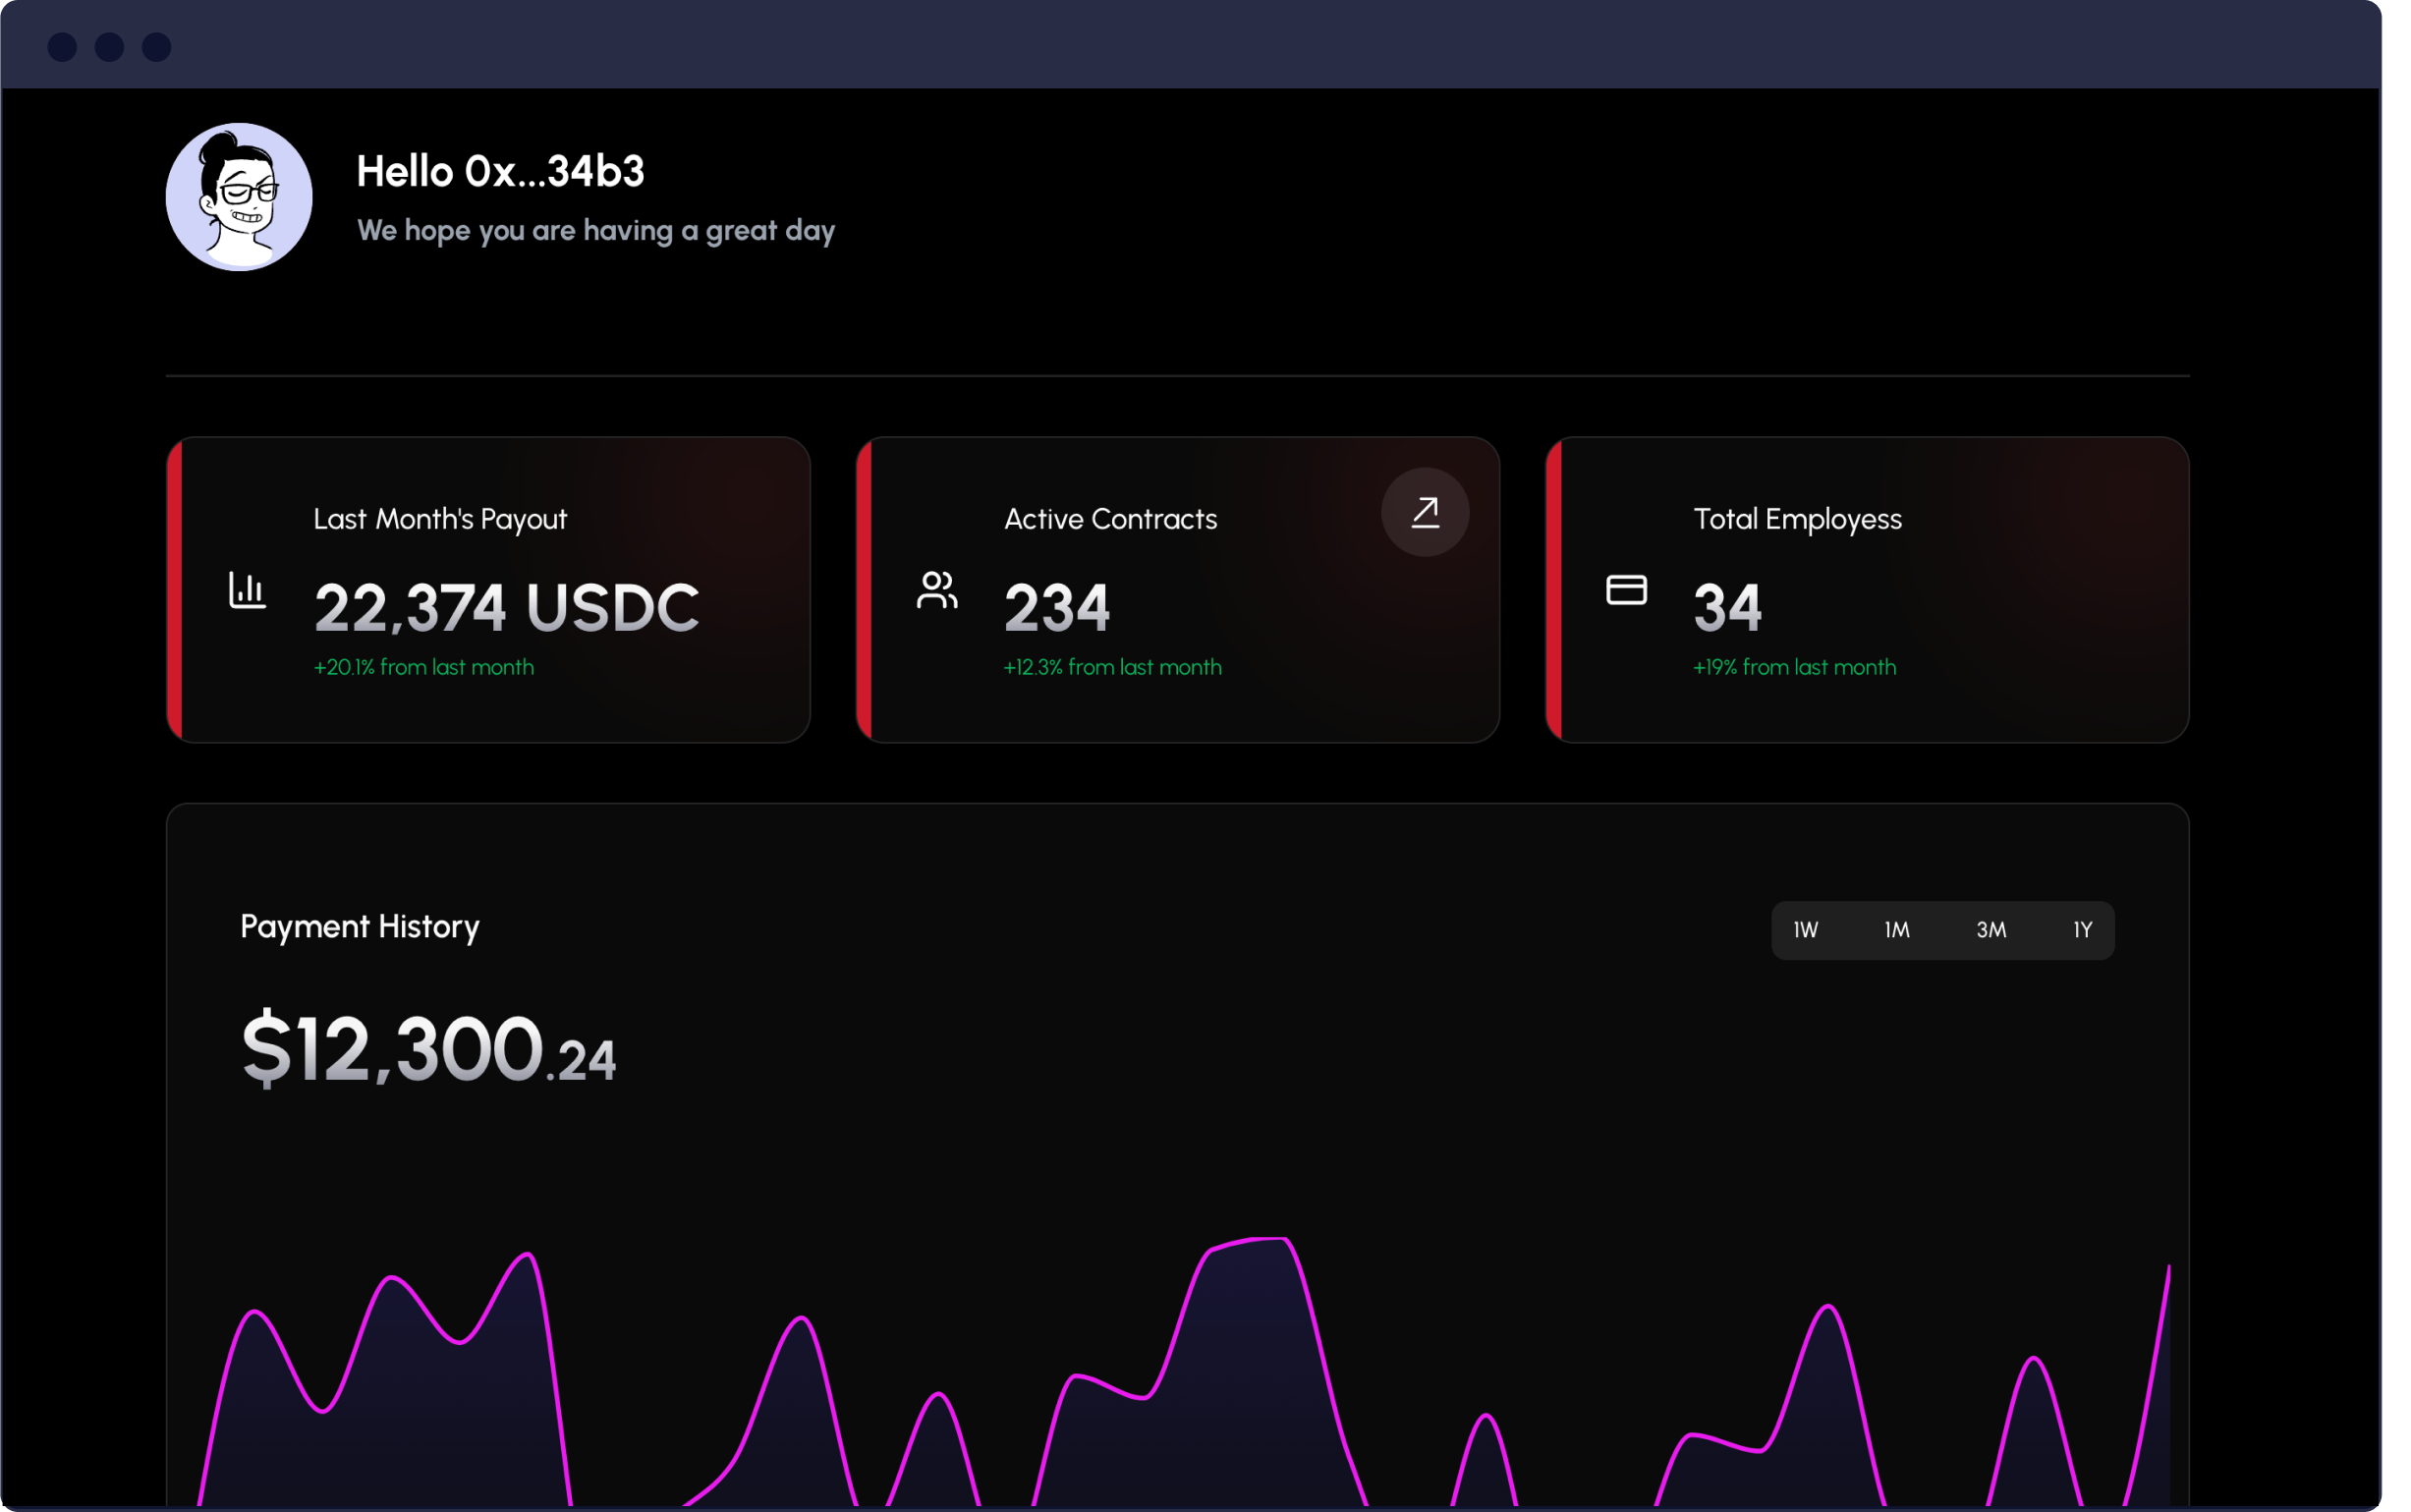 Hello 0x...34b3
We hope you are having a great day
Last Month's Payout
22,374 USDC
+20.1% from last month
Active Contracts
234
+12.3% from last month
Total Employess
34
+19% from last month
Payment History
1W 1M 3M 1Y
$12,300.24